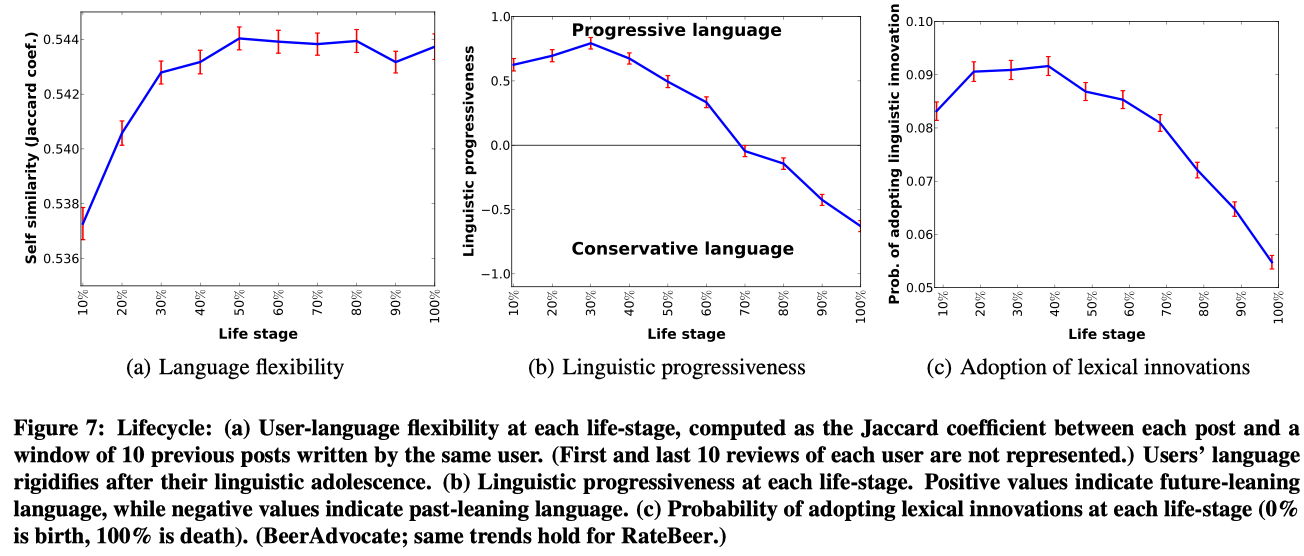 0.544
0.542
0.540
0.538
0.536
Self similarity (Jaccard coef.)
10%
20%
30%
40%
50%
60%
70%
80%
90%
100%
Life stage
(a) Language flexibility
1.0
0.5
0.0
−0.5
−1.0
Linguistic progressiveness
Progressive language
Conservative language
10%
20%
30%
40%
50%
60%
70%
80%
90%
100%
Life stage
(b) Linguistic progressiveness
0.10
0.09
0.08
0.07
0.06
0.05
Prob. of adopting linguistic innovation
10%
20%
30%
40%
50%
60%
70%
80%
90%
100%
Life stage
(c) Adoption of lexical innovations
Figure 7: Lifecycle: (a) User-language flexibility at each life-stage, computed as the Jaccard coefficient between each post and a
window of 10 previous posts written by the same user. (First and last 10 reviews of each user are not represented.) Users’ language
rigidifies after their linguistic adolescence. (b) Linguistic progressiveness at each life-stage. Positive values indicate future-leaning
language, while negative values indicate past-leaning language. (c) Probability of adopting lexical innovations at each life-stage (0%
is birth, 100% is death). (BeerAdvocate; same trends hold for RateBeer.)